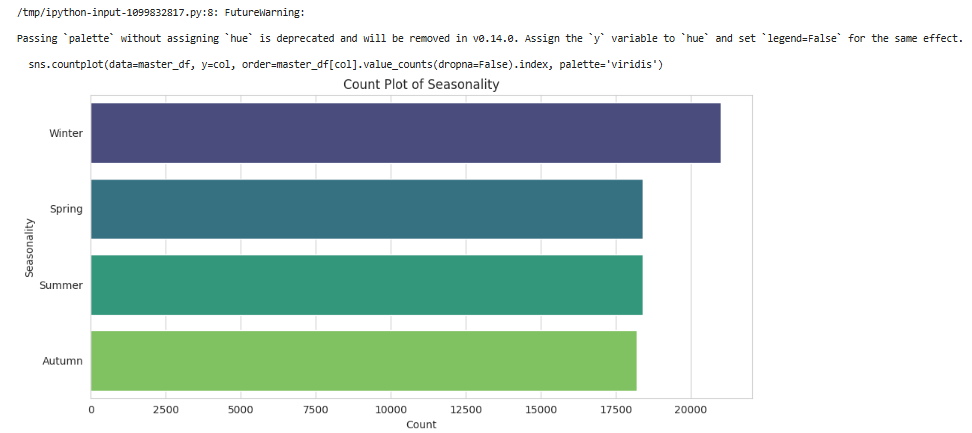 /tmp/ipython-input-1099832817.py:8: FutureWarning:
Passing `palette` without assigning `hue` is deprecated and will be removed in v0.14.0. Assign the `y` variable to `hue` and set `legend=False` for the same effect.
sns.countplot(data=master_df, y=col, order=master_df[col].value_counts(dropna=False).index, palette='viridis')
Count Plot of Seasonality
Seasonality
Winter
Spring
Summer
Autumn
0 2500 5000 7500 10000 12500 15000 17500 20000
Count